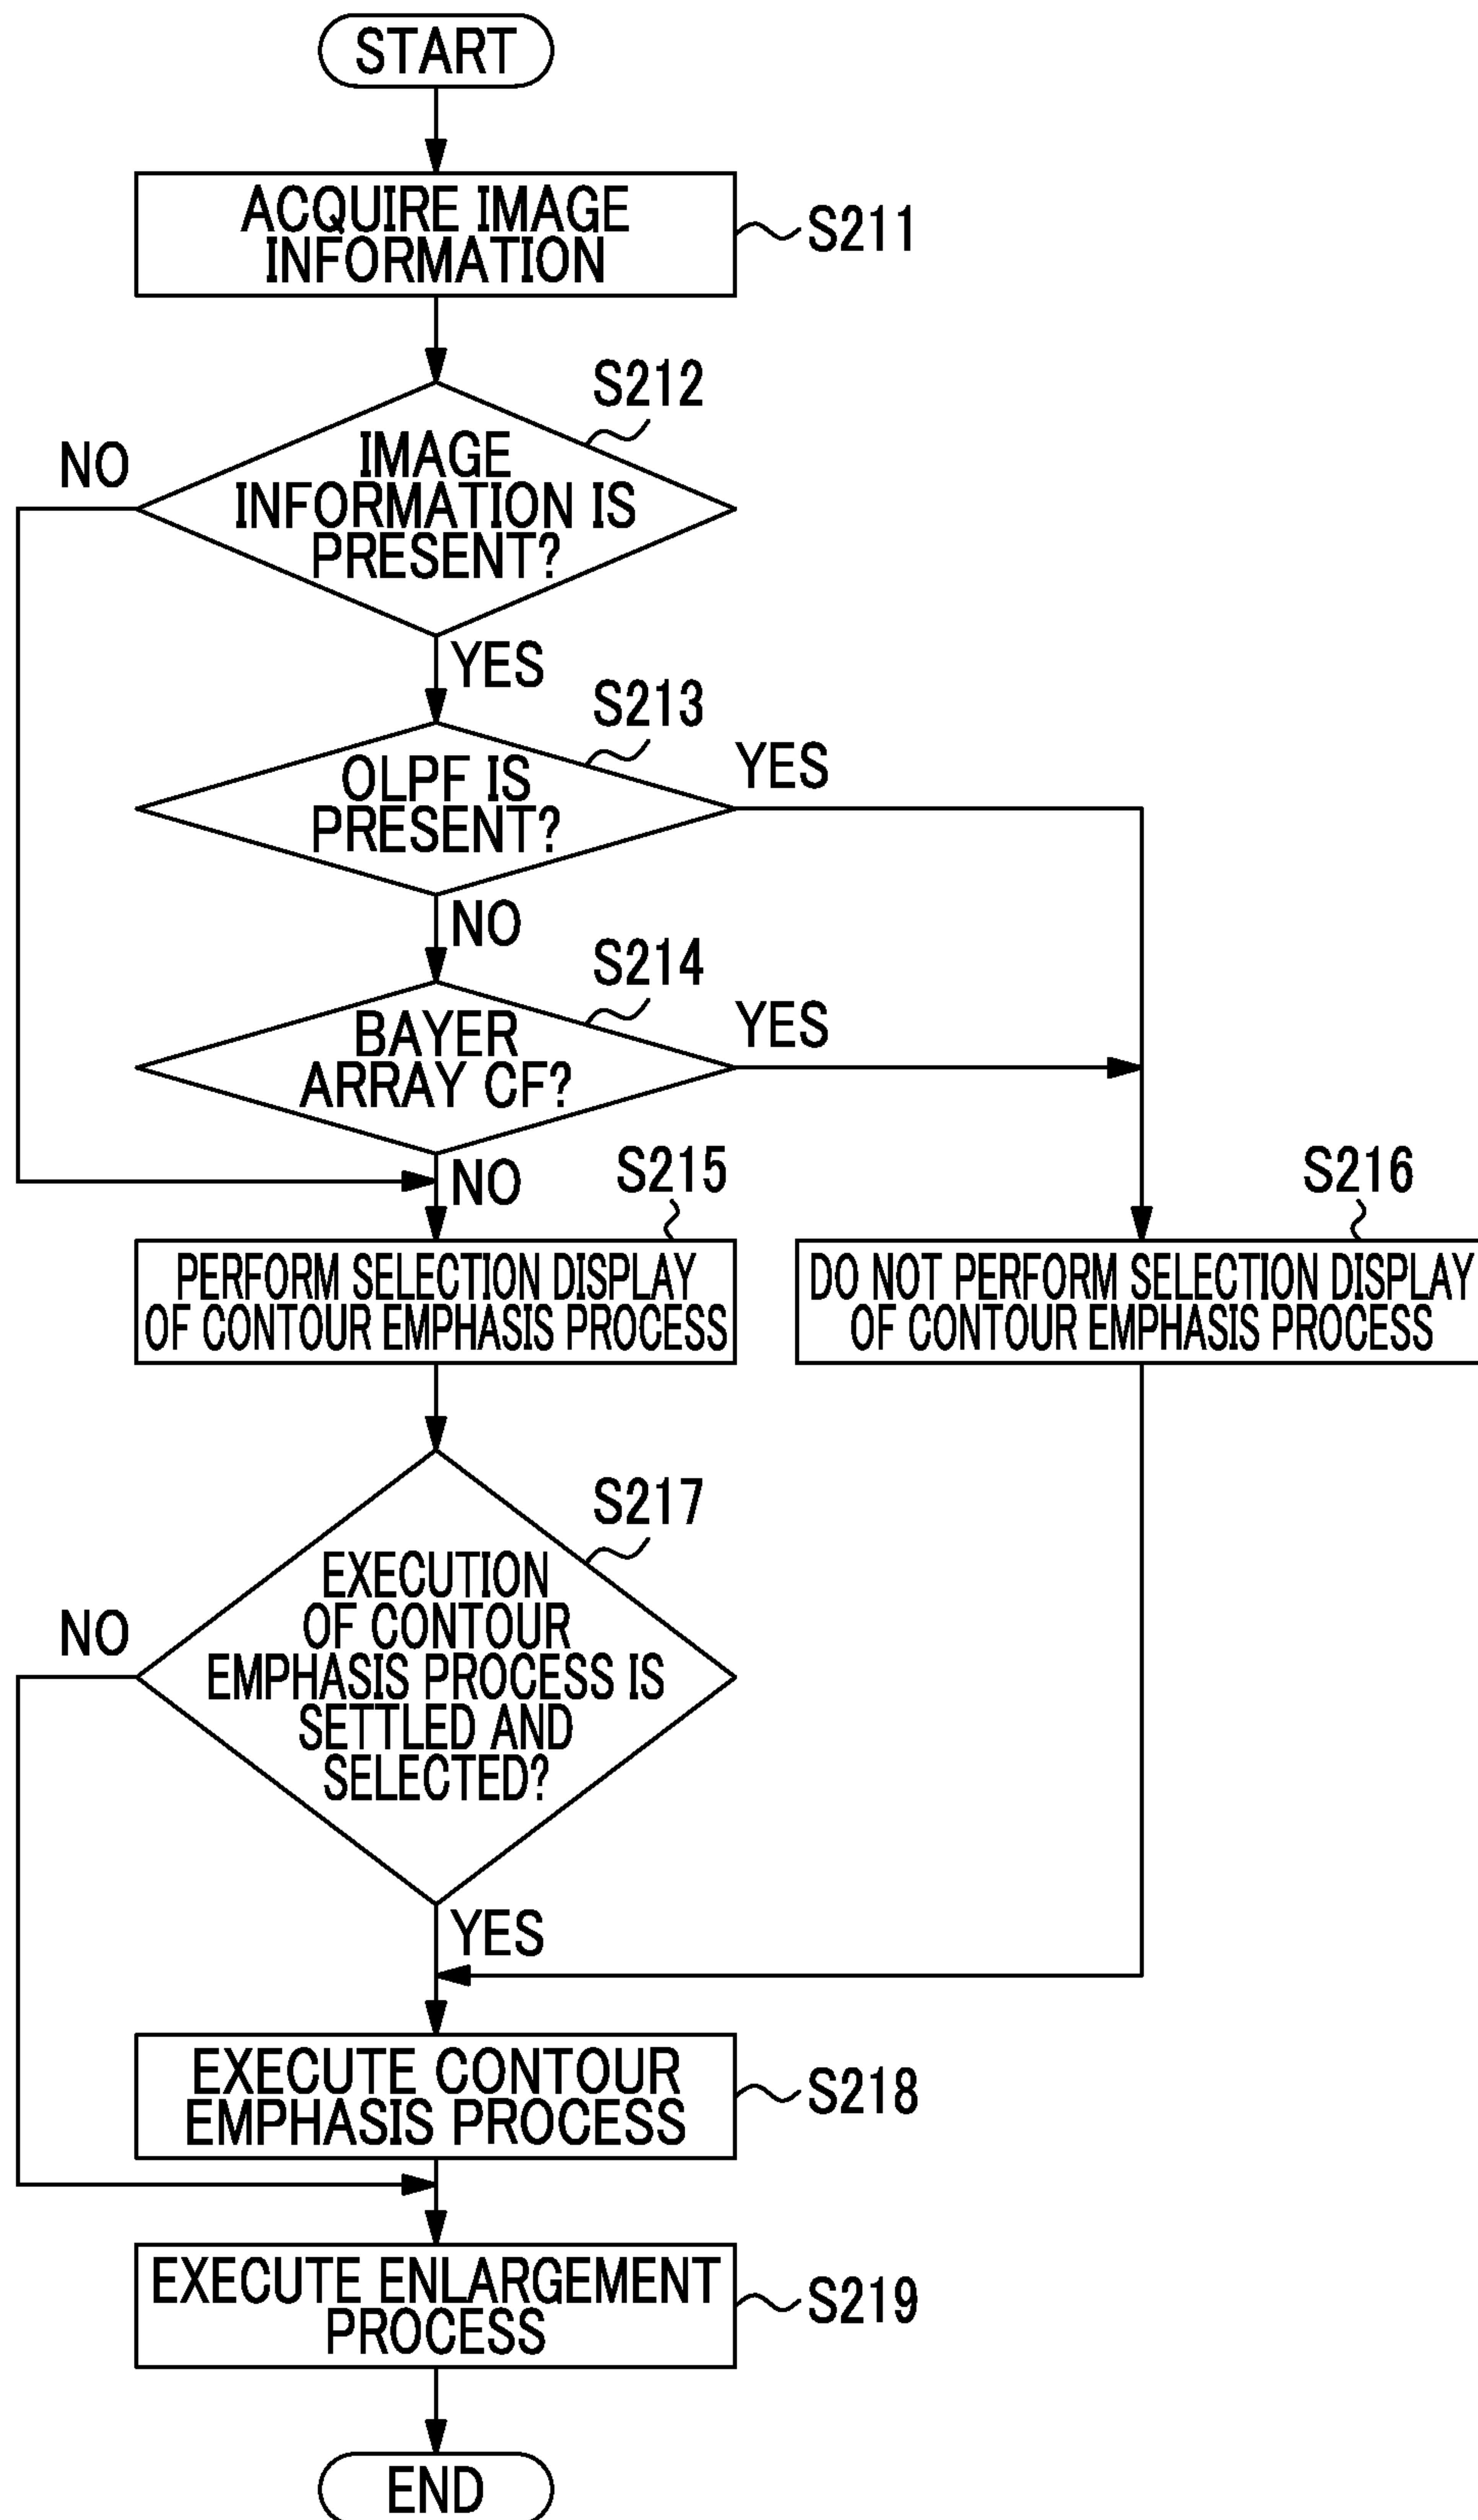 START
ACQUIRE IMAGE
INFORMATION
S211
S212
NO
IMAGE
INFORMATION IS
PRESENT?
YES
S213
OLPF IS
PRESENT?
YES
NO
S214
BAYER
ARRAY CF?
YES
NO
S215
S216
PERFORM SELECTION DISPLAY
OF CONTOUR EMPHASIS PROCESS
DO NOT PERFORM SELECTION DISPLAY
OF CONTOUR EMPHASIS PROCESS
S217
NO
EXECUTION
OF CONTOUR
EMPHASIS PROCESS IS
SETTLED AND
SELECTED?
YES
EXECUTE CONTOUR
EMPHASIS PROCESS
S218
EXECUTE ENLARGEMENT
PROCESS
S219
END